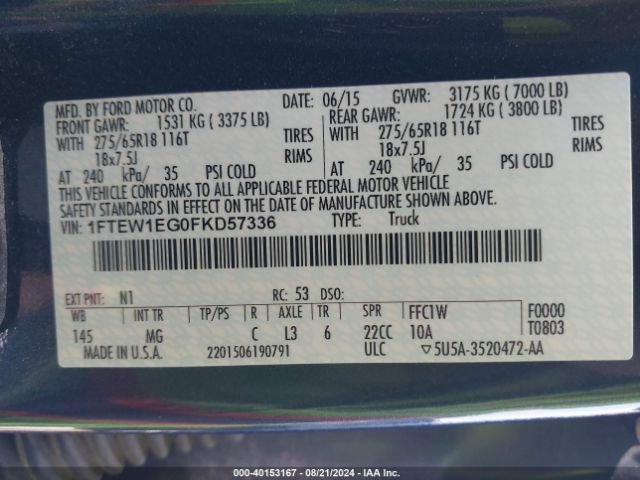 MFD. BY FORD MOTOR CO. DATE: 06/15 GVWR: 3175 KG ( 7000 LB)
FRONT GAWR: 1531 KG ( 3375 LB) REAR GAWR: 1724 KG ( 3800 LB)
WITH 275/65R18 116T TIRES WITH 275/65R18 116T TIRES
18x7.5J RIMS 18x7.5J RIMS
AT 240 kPa/ 35 PSI COLD AT 240 kPa/ 35 PSI COLD
THIS VEHICLE CONFORMS TO ALL APPLICABLE FEDERAL MOTOR VEHICLE
SAFETY STANDARDS IN EFFECT ON THE DATE OF MANUFACTURE SHOWN ABOVE.
VIN: 1FTEW1EG0FKD57336 TYPE: Truck
EXT PNT: N1 RC: 53 DSO:
WB INT TR TP/PS R AXLE TR SPR FFC1W F0000
145 MG C L3 6 22CC 10A T0803
MADE IN U.S.A. 2201506190791 ULC ▽5U5A-3520472-AA
000-40153167 - 08/21/2024 - IAA Inc.